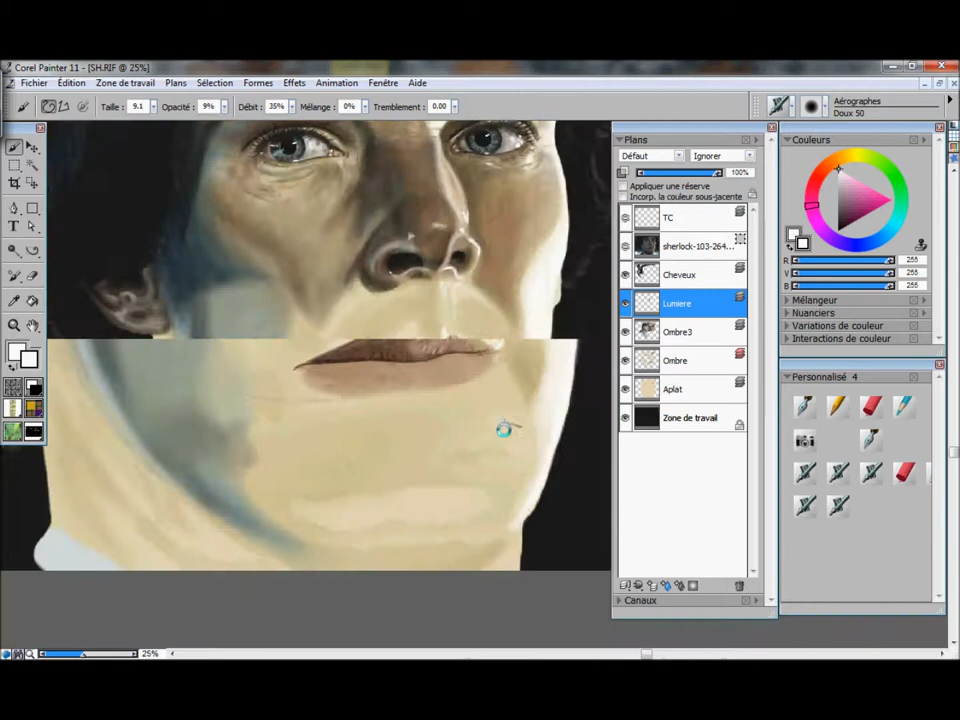 Corel Painter 11 - [SH.RIF @ 25%]
Fichier Édition Zone de travail Plans Sélection Formes Effets Animation Fenêtre Aide
Taille : 9.1 Opacité : 9% Débit : 35% Mélange : 0% Tremblement : 0.00
Aérographes
Doux 50
Plans
Défaut Ignorer
100%
Appliquer une réserve
Incorp. la couleur sous-jacente
TC
sherlock-103-264...
Cheveux
Lumiere
Ombre3
Ombre
Aplat
Zone de travail
Canaux
Couleurs
R 255
V 255
B 255
Mélangeur
Nuanciers
Variations de couleur
Interactions de couleur
Personnalisé 4
T
25%